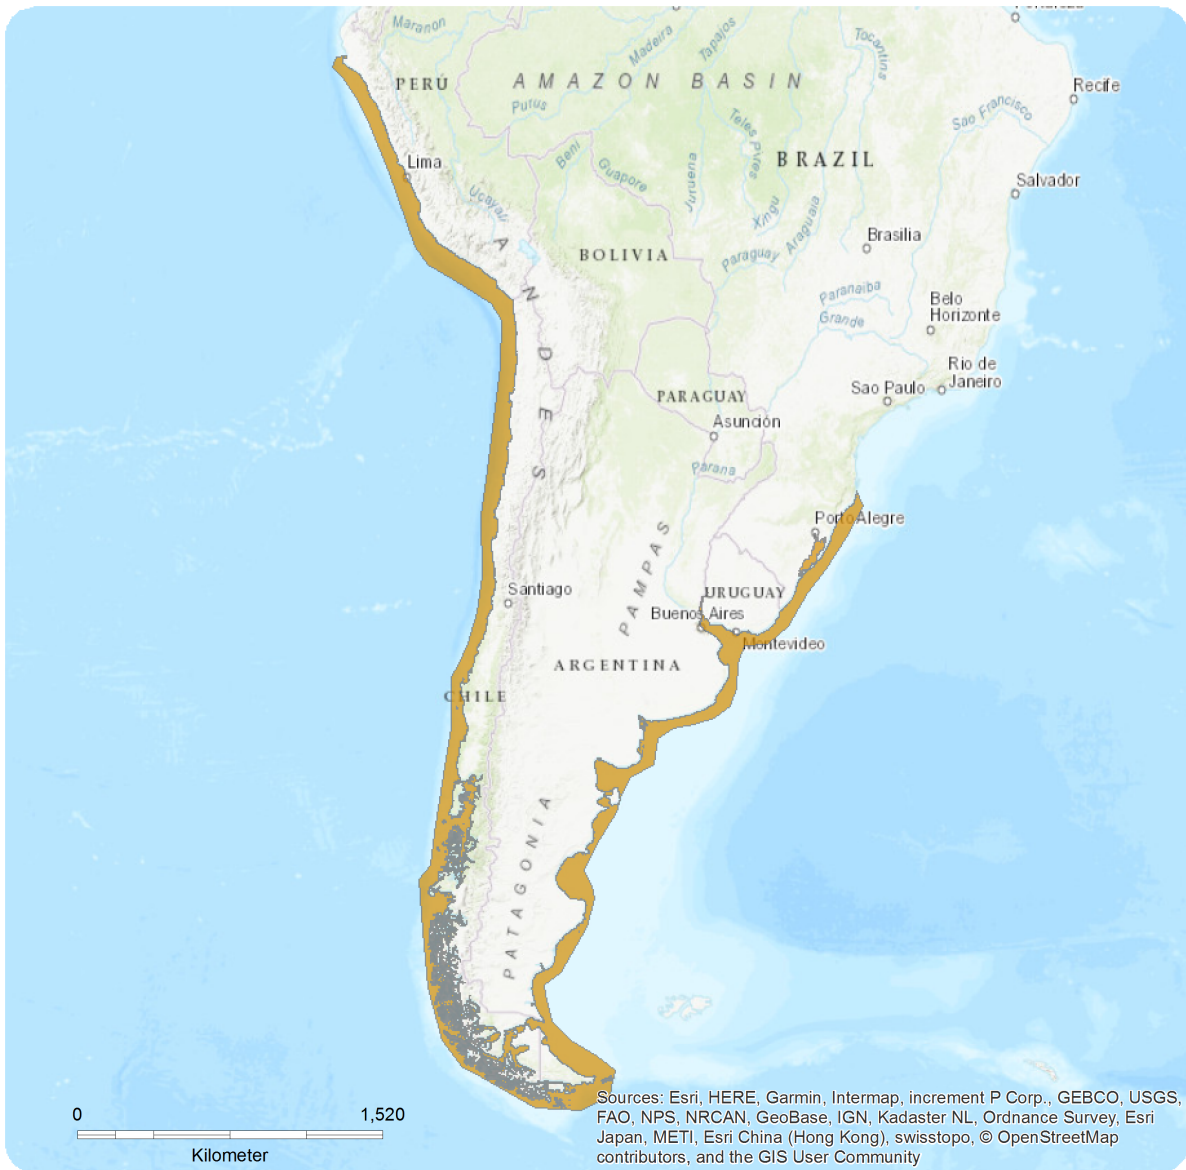 Maranon
Madeira
Tapajos
Tocantins
PERÚ
AMAZON BASIN
Recife
Purus
Teles Pires
Sao Francisco
Lima
Beni
Guapore
Juruena
BRAZIL
Salvador
Ucayali
Xingu
Araguaia
Brasilia
ANDES
BOLIVIA
Paraguay
Paranaiba
Belo
Horizonte
Grande
Rio de
Janeiro
Sao Paulo
PARAGUAY
Asunción
Parana
Porto Alegre
PAMPAS
Santiago
URUGUAY
Buenos Aires
Montevideo
ARGENTINA
CHILE
PATAGONIA
Sources: Esri, HERE, Garmin, Intermap, increment P Corp., GEBCO, USGS,
FAO, NPS, NRCAN, GeoBase, IGN, Kadaster NL, Ordnance Survey, Esri
Japan, METI, Esri China (Hong Kong), swisstopo, © OpenStreetMap
contributors, and the GIS User Community
0 1,520
Kilometer